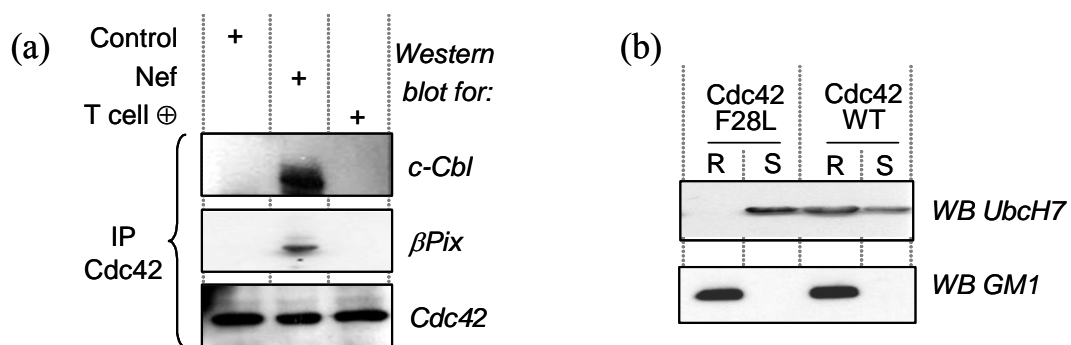 (a)
Control + Western
Nef + blot for:
T cell ⊕ +
c-Cbl
IP
Cdc42
βPix
Cdc42
(b)
Cdc42 Cdc42
F28L WT
R S R S
WB UbcH7
WB GM1